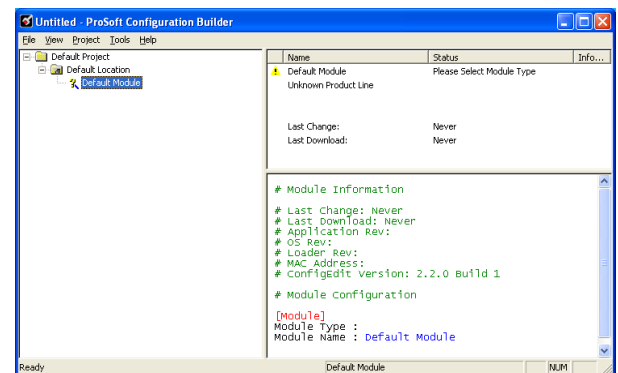 Untitled - ProSoft Configuration Builder
File View Project Tools Help
Default Project
Default Location
Default Module
Name Status Info...
Default Module Please Select Module Type
Unknown Product Line
Last Change: Never
Last Download: Never
# Module Information
# Last Change: Never
# Last Download: Never
# Application Rev:
# OS Rev:
# Loader Rev:
# MAC Address:
# ConfigEdit Version: 2.2.0 Build 1
# Module Configuration
[Module]
Module Type :
Module Name : Default Module
Ready Default Module NUM